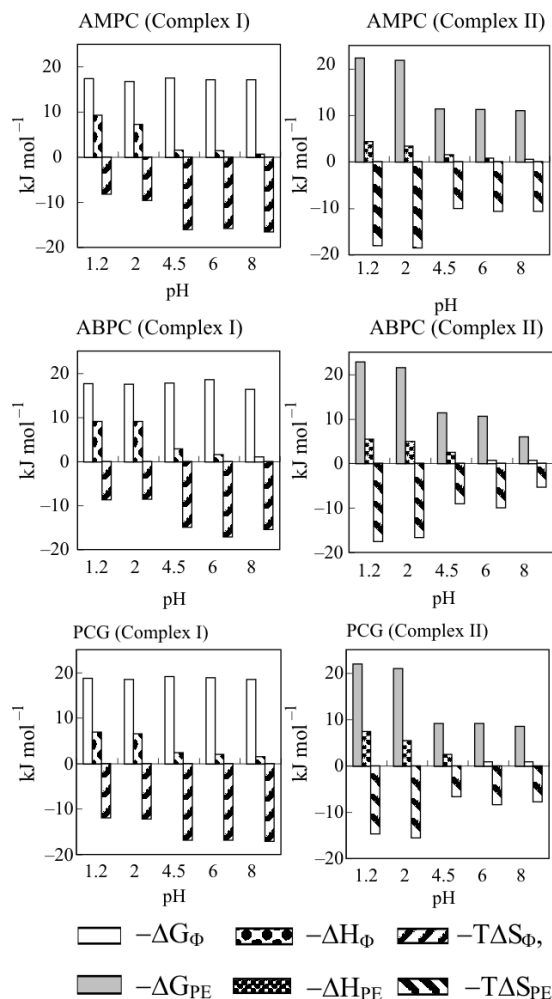 AMPC (Complex I)
AMPC (Complex II)
kJ mol⁻¹
20
10
0
−10
−20
1.2 2 4.5 6 8
pH
20
10
0
−10
−20
1.2 2 4.5 6 8
pH
ABPC (Complex I)
ABPC (Complex II)
kJ mol⁻¹
20
10
0
−10
−20
1.2 2 4.5 6 8
pH
20
10
0
−10
−20
1.2 2 4.5 6 8
pH
PCG (Complex I)
PCG (Complex II)
kJ mol⁻¹
20
10
0
−10
−20
1.2 2 4.5 6 8
pH
20
10
0
−10
−20
1.2 2 4.5 6 8
pH
−ΔGΦ −ΔHΦ −TΔSΦ,
−ΔGPE −ΔHPE −TΔSPE